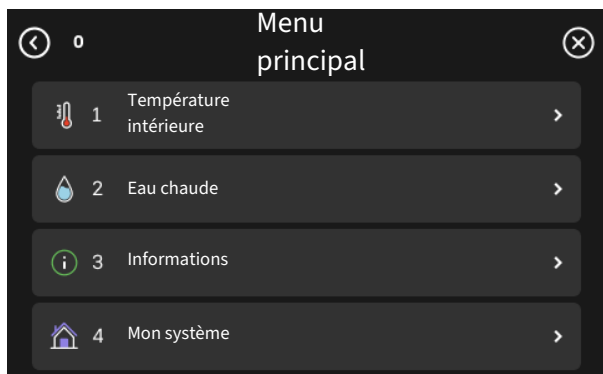 0
Menu
principal
1 Température
intérieure
2 Eau chaude
3 Informations
4 Mon système